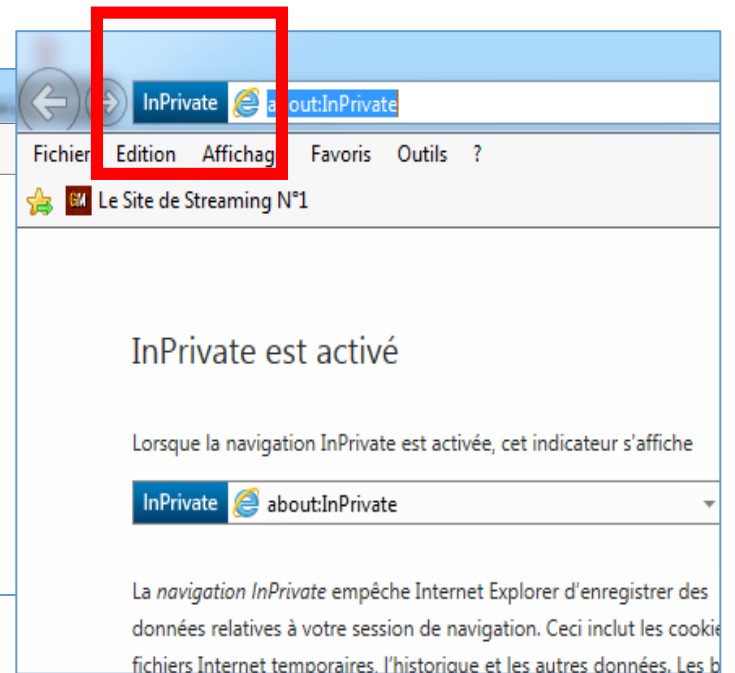 InPrivate about:InPrivate
Fichier Edition Affichag Favoris Outils ?
GM Le Site de Streaming N°1
InPrivate est activé
Lorsque la navigation InPrivate est activée, cet indicateur s'affiche
InPrivate about:InPrivate
La navigation InPrivate empêche Internet Explorer d'enregistrer des
données relatives à votre session de navigation. Ceci inclut les cookie
fichiers Internet temporaires, l'historique et les autres données. Les b